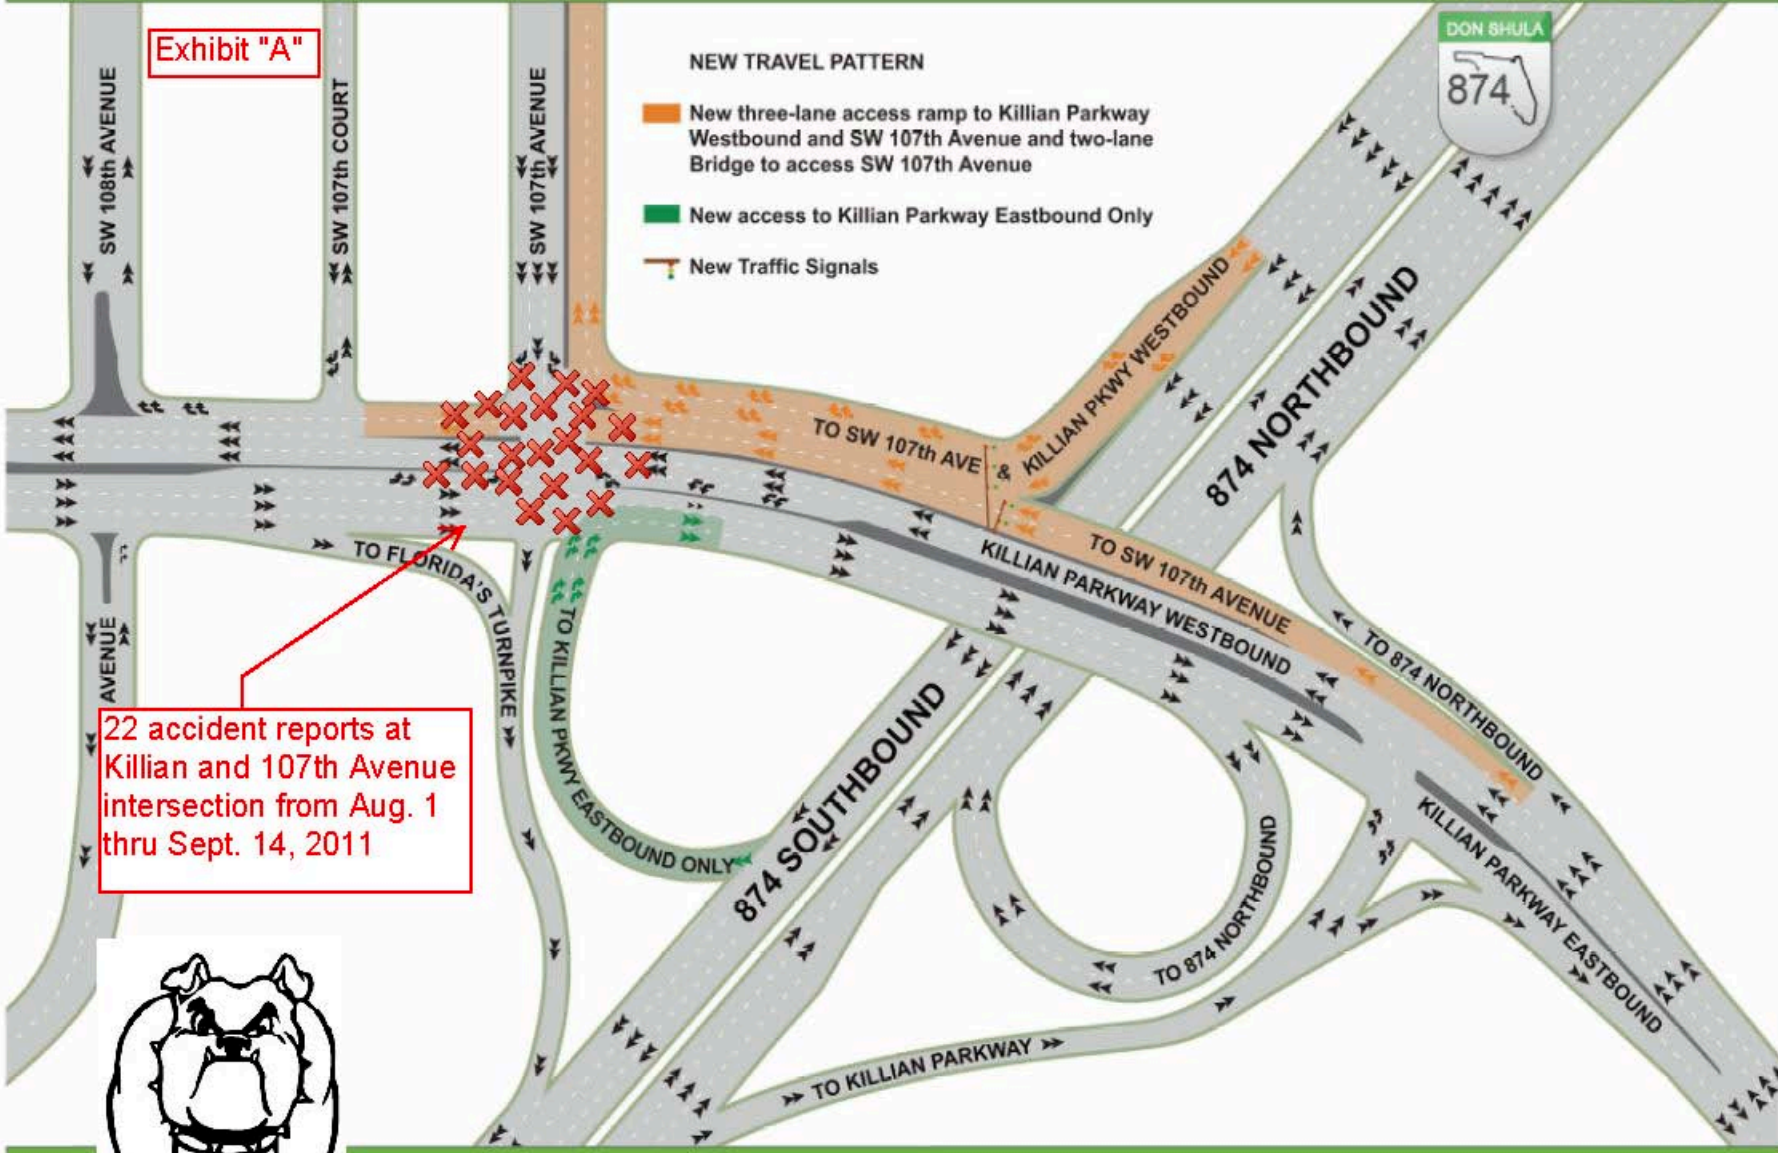 Exhibit "A"
SW 108th AVENUE
SW 107th COURT
SW 107th AVENUE
NEW TRAVEL PATTERN
New three-lane access ramp to Killian Parkway
Westbound and SW 107th Avenue and two-lane
Bridge to access SW 107th Avenue
New access to Killian Parkway Eastbound Only
New Traffic Signals
DON SHULA
874
KILLIAN PKWY WESTBOUND
874 NORTHBOUND
TO SW 107th AVE
&
TO SW 107th AVENUE
KILLIAN PARKWAY WESTBOUND
TO 874 NORTHBOUND
TO FLORIDA'S TURNPIKE
TO KILLIAN PKWY EASTBOUND ONLY
AVENUE
22 accident reports at
Killian and 107th Avenue
intersection from Aug. 1
thru Sept. 14, 2011
874 SOUTHBOUND
TO 874 NORTHBOUND
KILLIAN PARKWAY EASTBOUND
TO KILLIAN PARKWAY